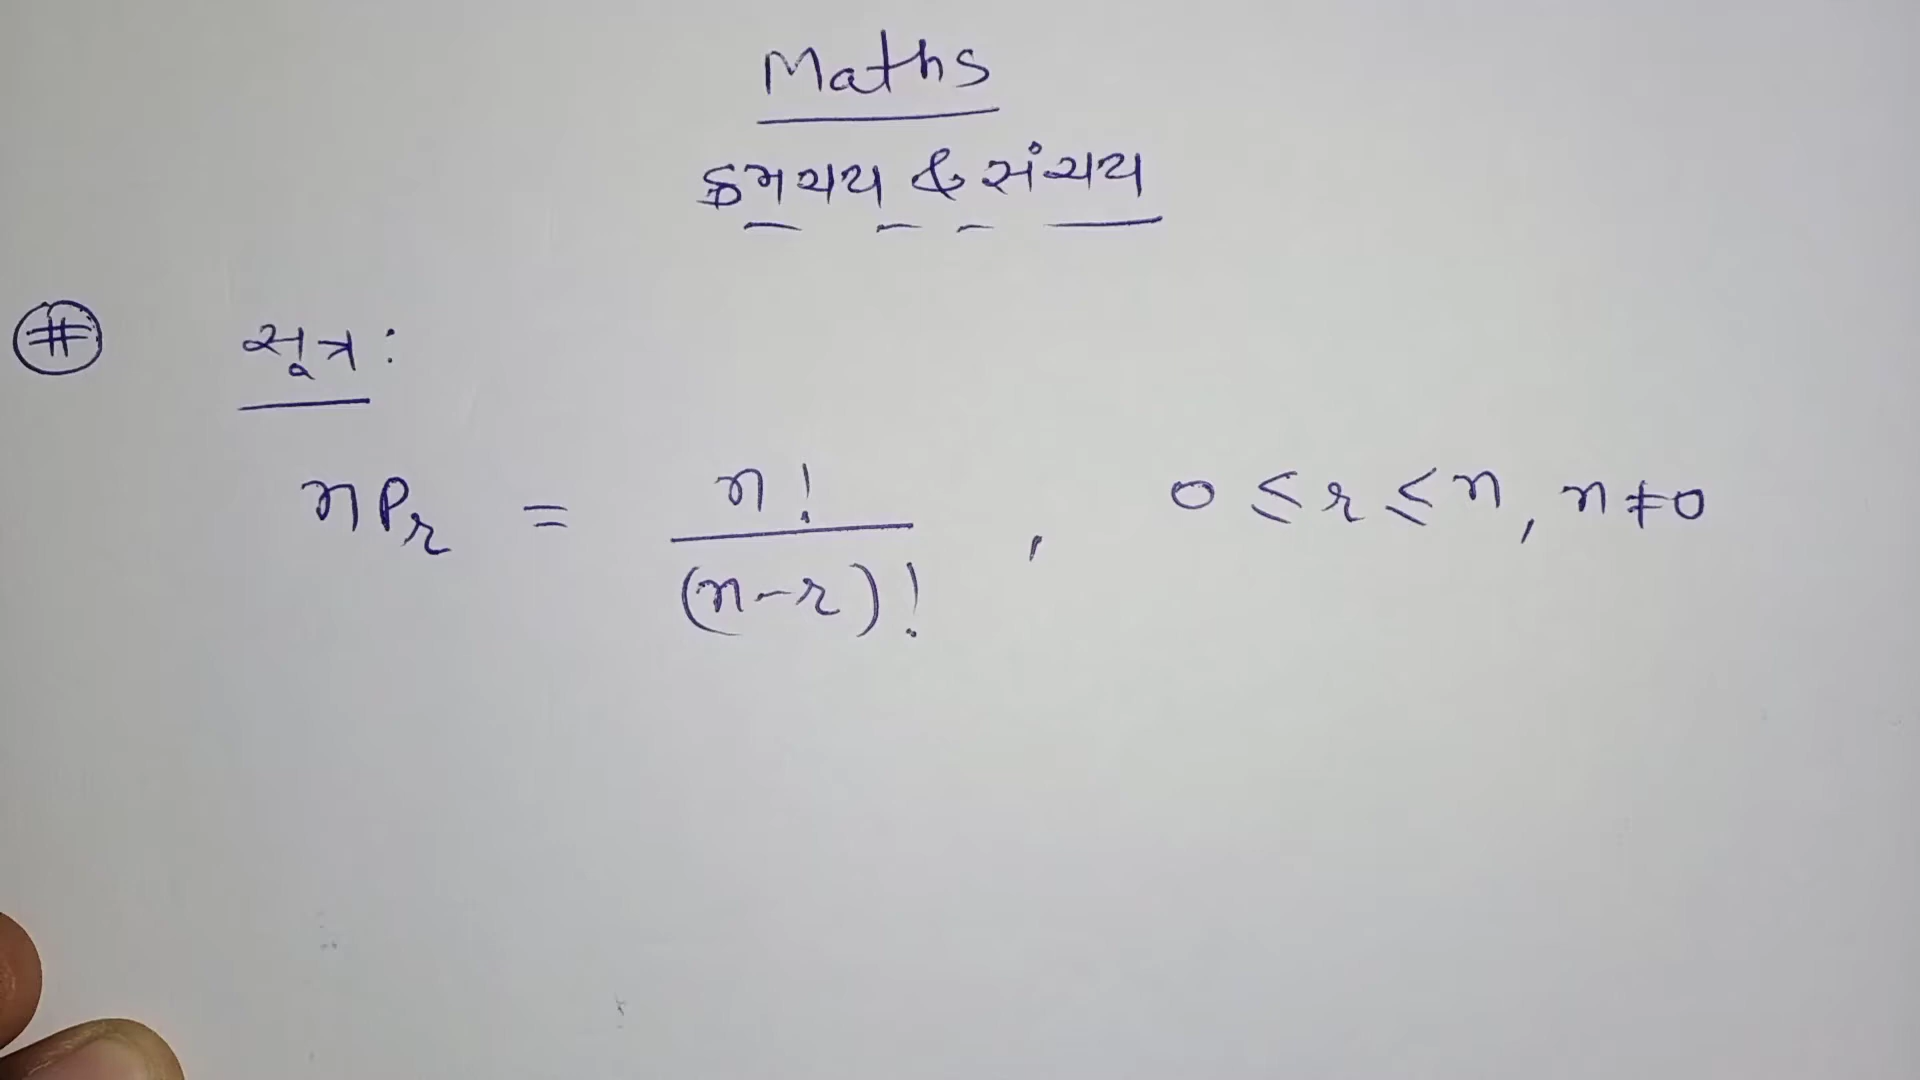 Maths
ક્રમચય & સંચય
# સૂત્ર :
nPr = n! / (n-r)! , 0 ≤ r ≤ n, n ≠ 0